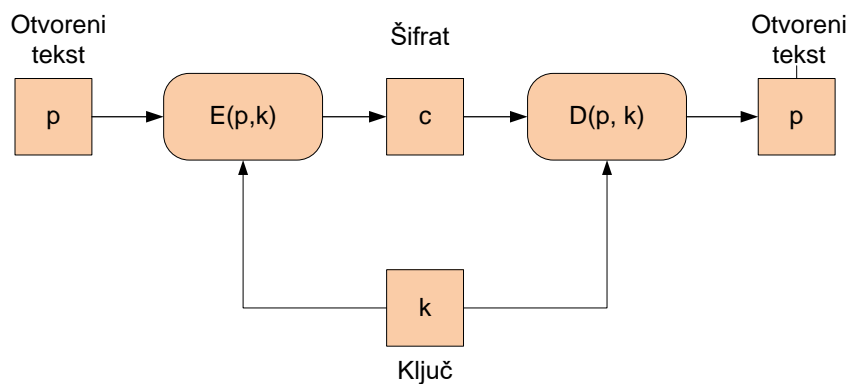 Otvoreni
tekst
Šifrat
Otvoreni
tekst
p
E(p,k)
c
D(p, k)
p
k
Ključ